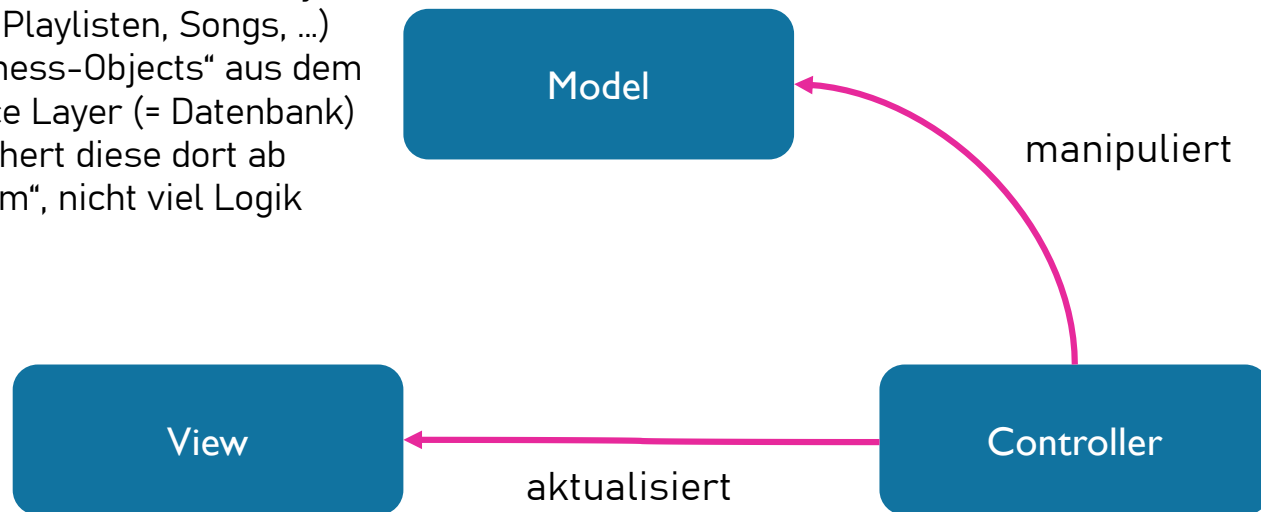 Playlisten, Songs, ...)
ness-Objects“ aus dem
ce Layer (= Datenbank)
hert diese dort ab
m“, nicht viel Logik
Model
manipuliert
View
Controller
aktualisiert